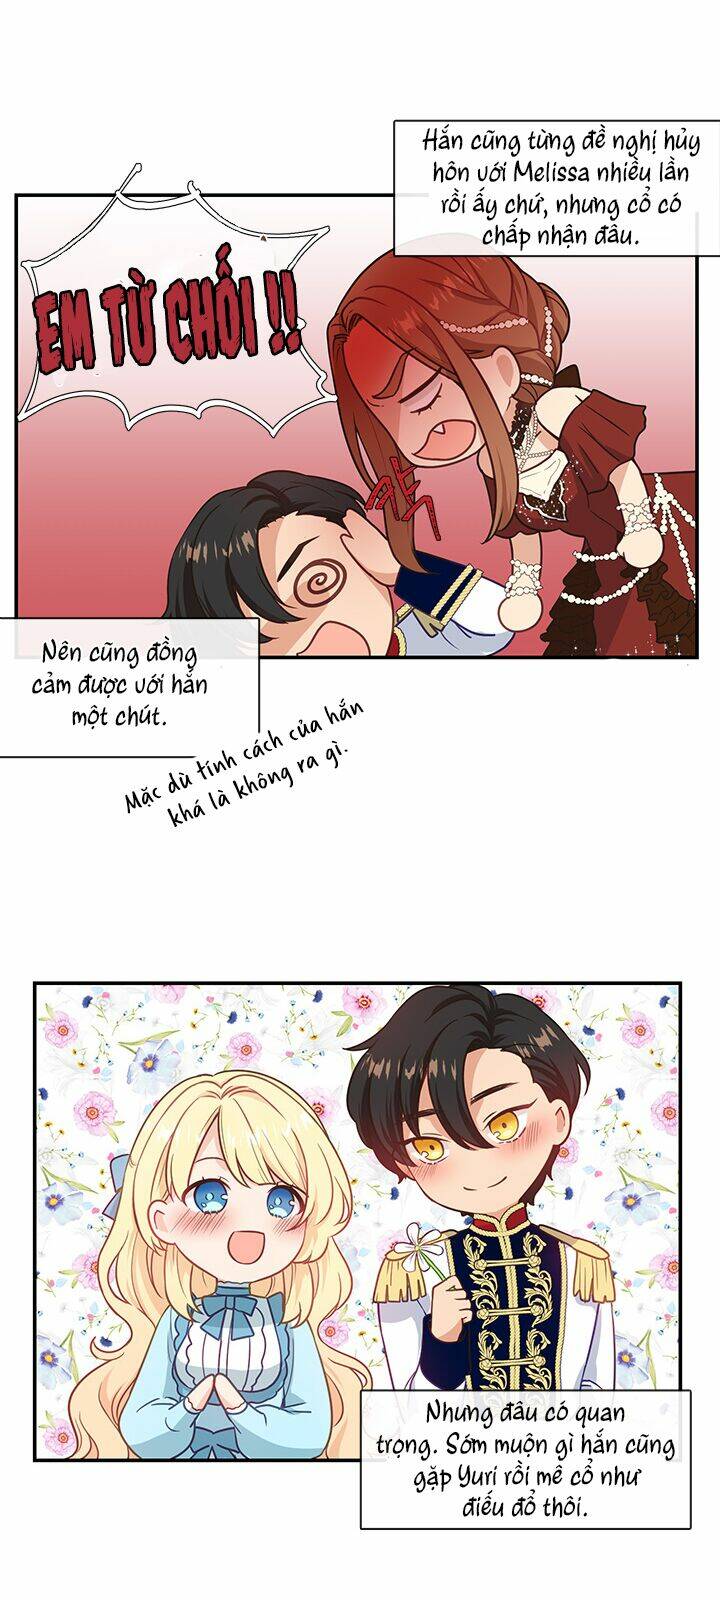 Hắn cũng từng đề nghị hủy
hôn với Melissa nhiều lần
rồi ấy chứ, nhưng cổ có
chấp nhận đâu.
EM TỪ CHỐI !!
Nên cũng đồng
cảm được với hắn
một chút.
Mặc dù tính cách của hắn
khá là không ra gì.
Nhưng đâu có quan
trọng. Sớm muộn gì hắn cũng
gặp Yuri rồi mê cổ như
điếu đổ thôi.